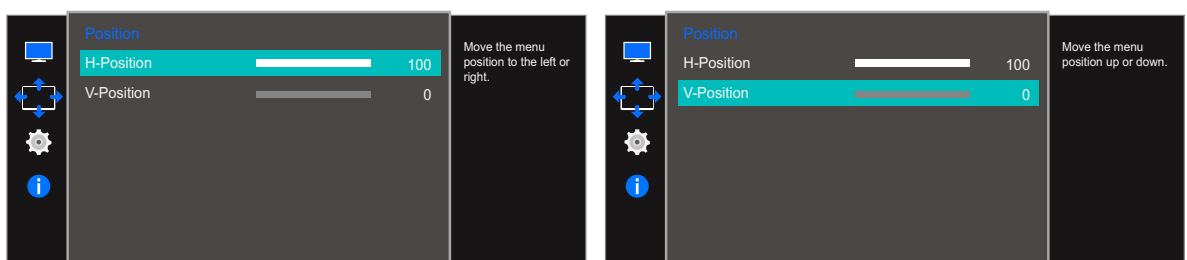 Position
H-Position 100
V-Position 0
Move the menu
position to the left or
right.
Position
H-Position 100
V-Position 0
Move the menu
position up or down.